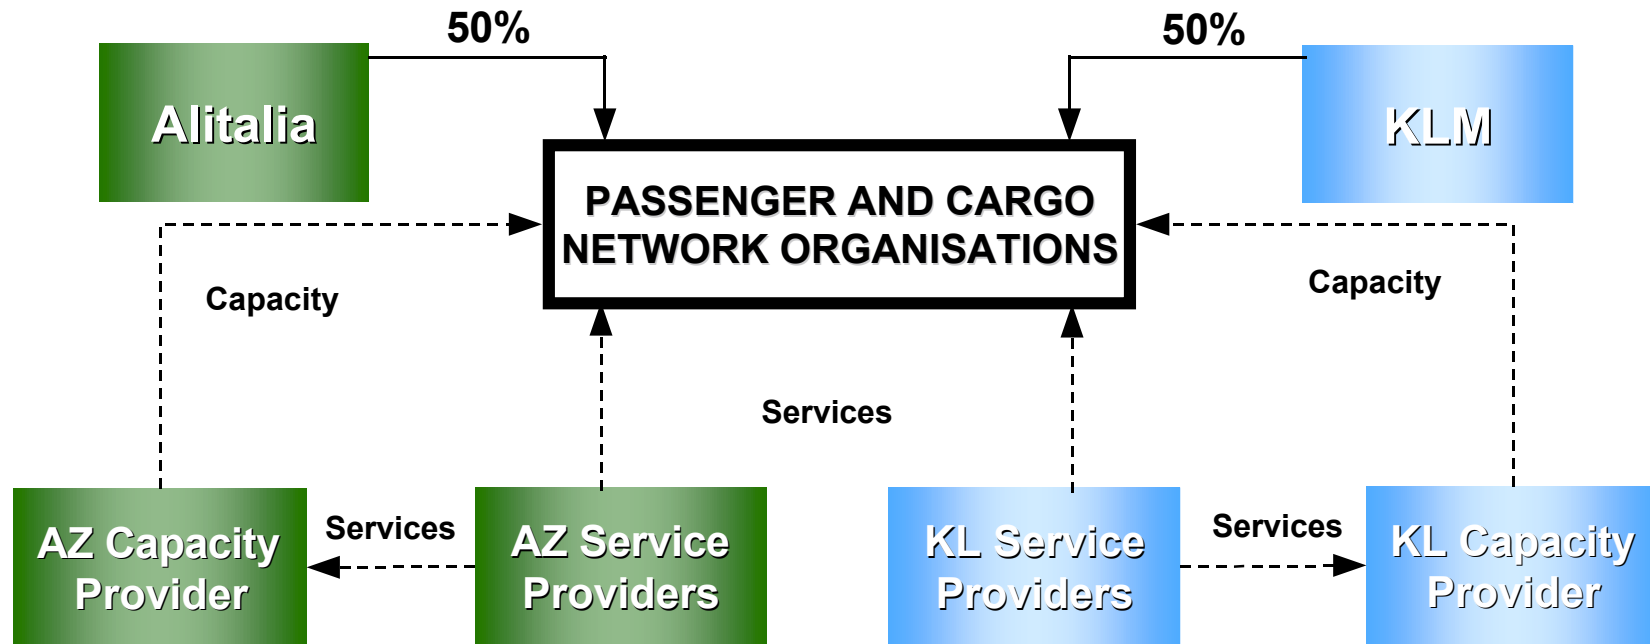 50%
50%
Alitalia
KLM
PASSENGER AND CARGO
NETWORK ORGANISATIONS
Capacity
Capacity
Services
AZ Capacity
Provider
Services
AZ Service
Providers
KL Service
Providers
Services
KL Capacity
Provider